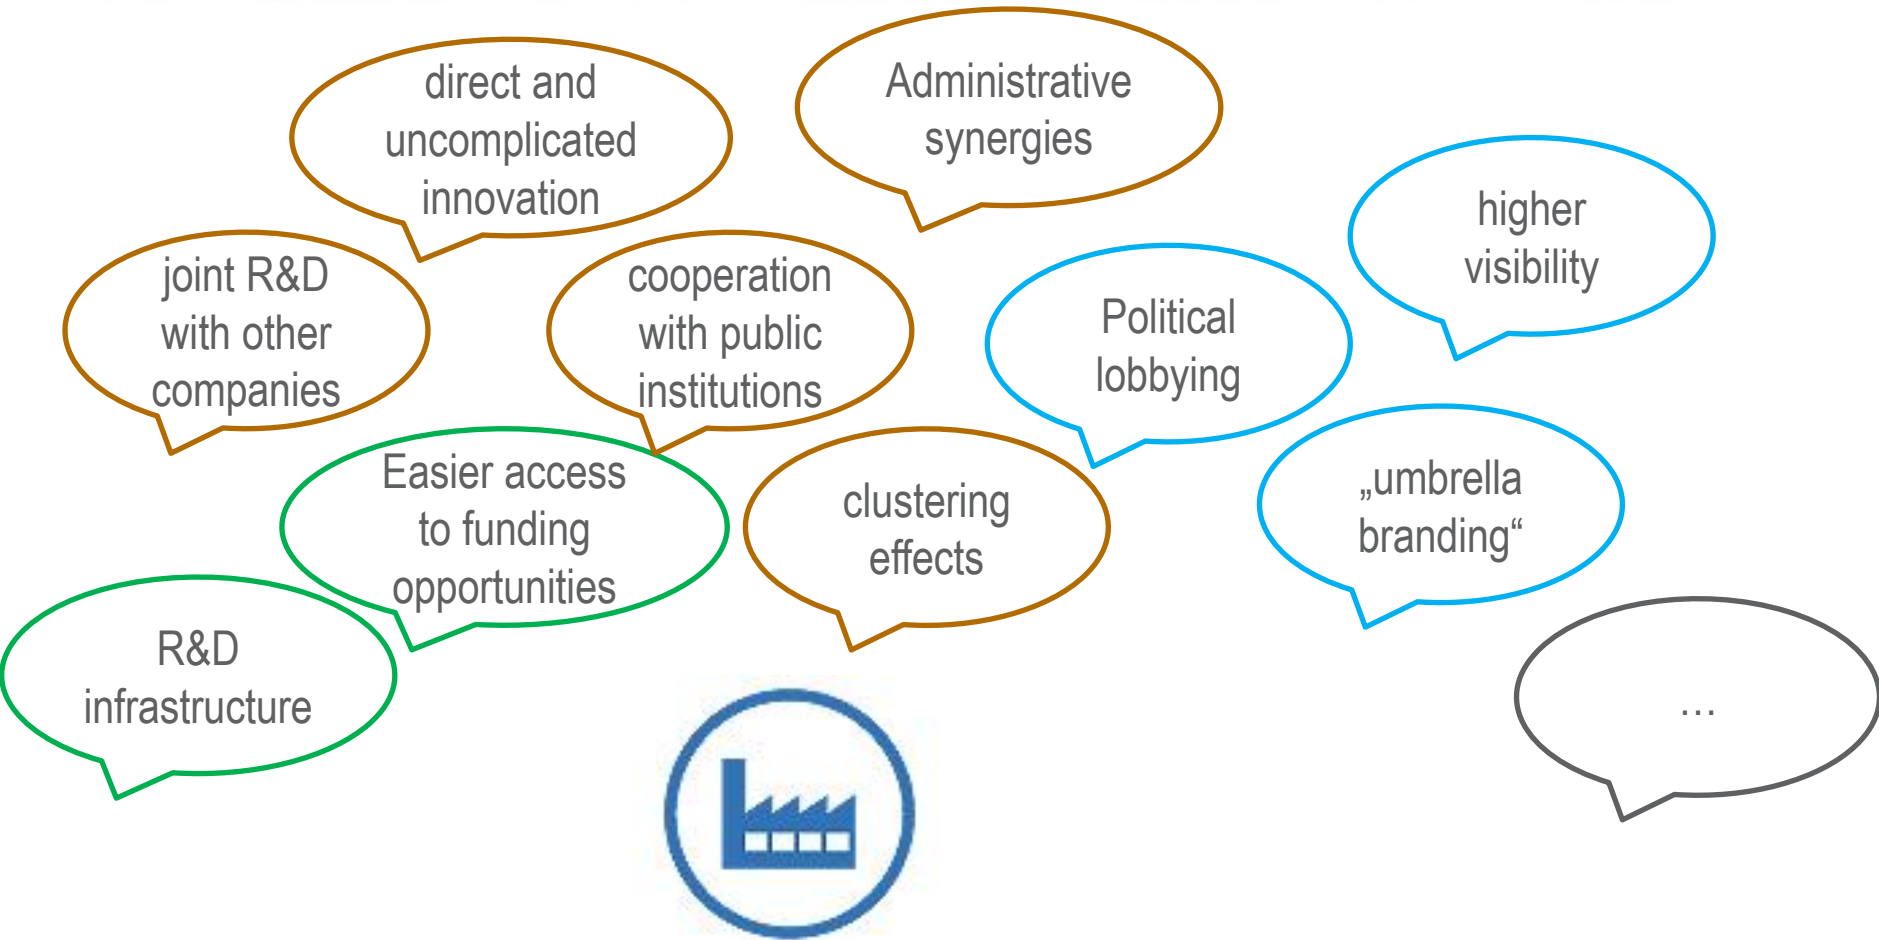 direct and
uncomplicated
innovation
Administrative
synergies
higher
visibility
joint R&D
with other
companies
cooperation
with public
institutions
Political
lobbying
Easier access
to funding
opportunities
clustering
effects
„umbrella
branding“
R&D
infrastructure
…